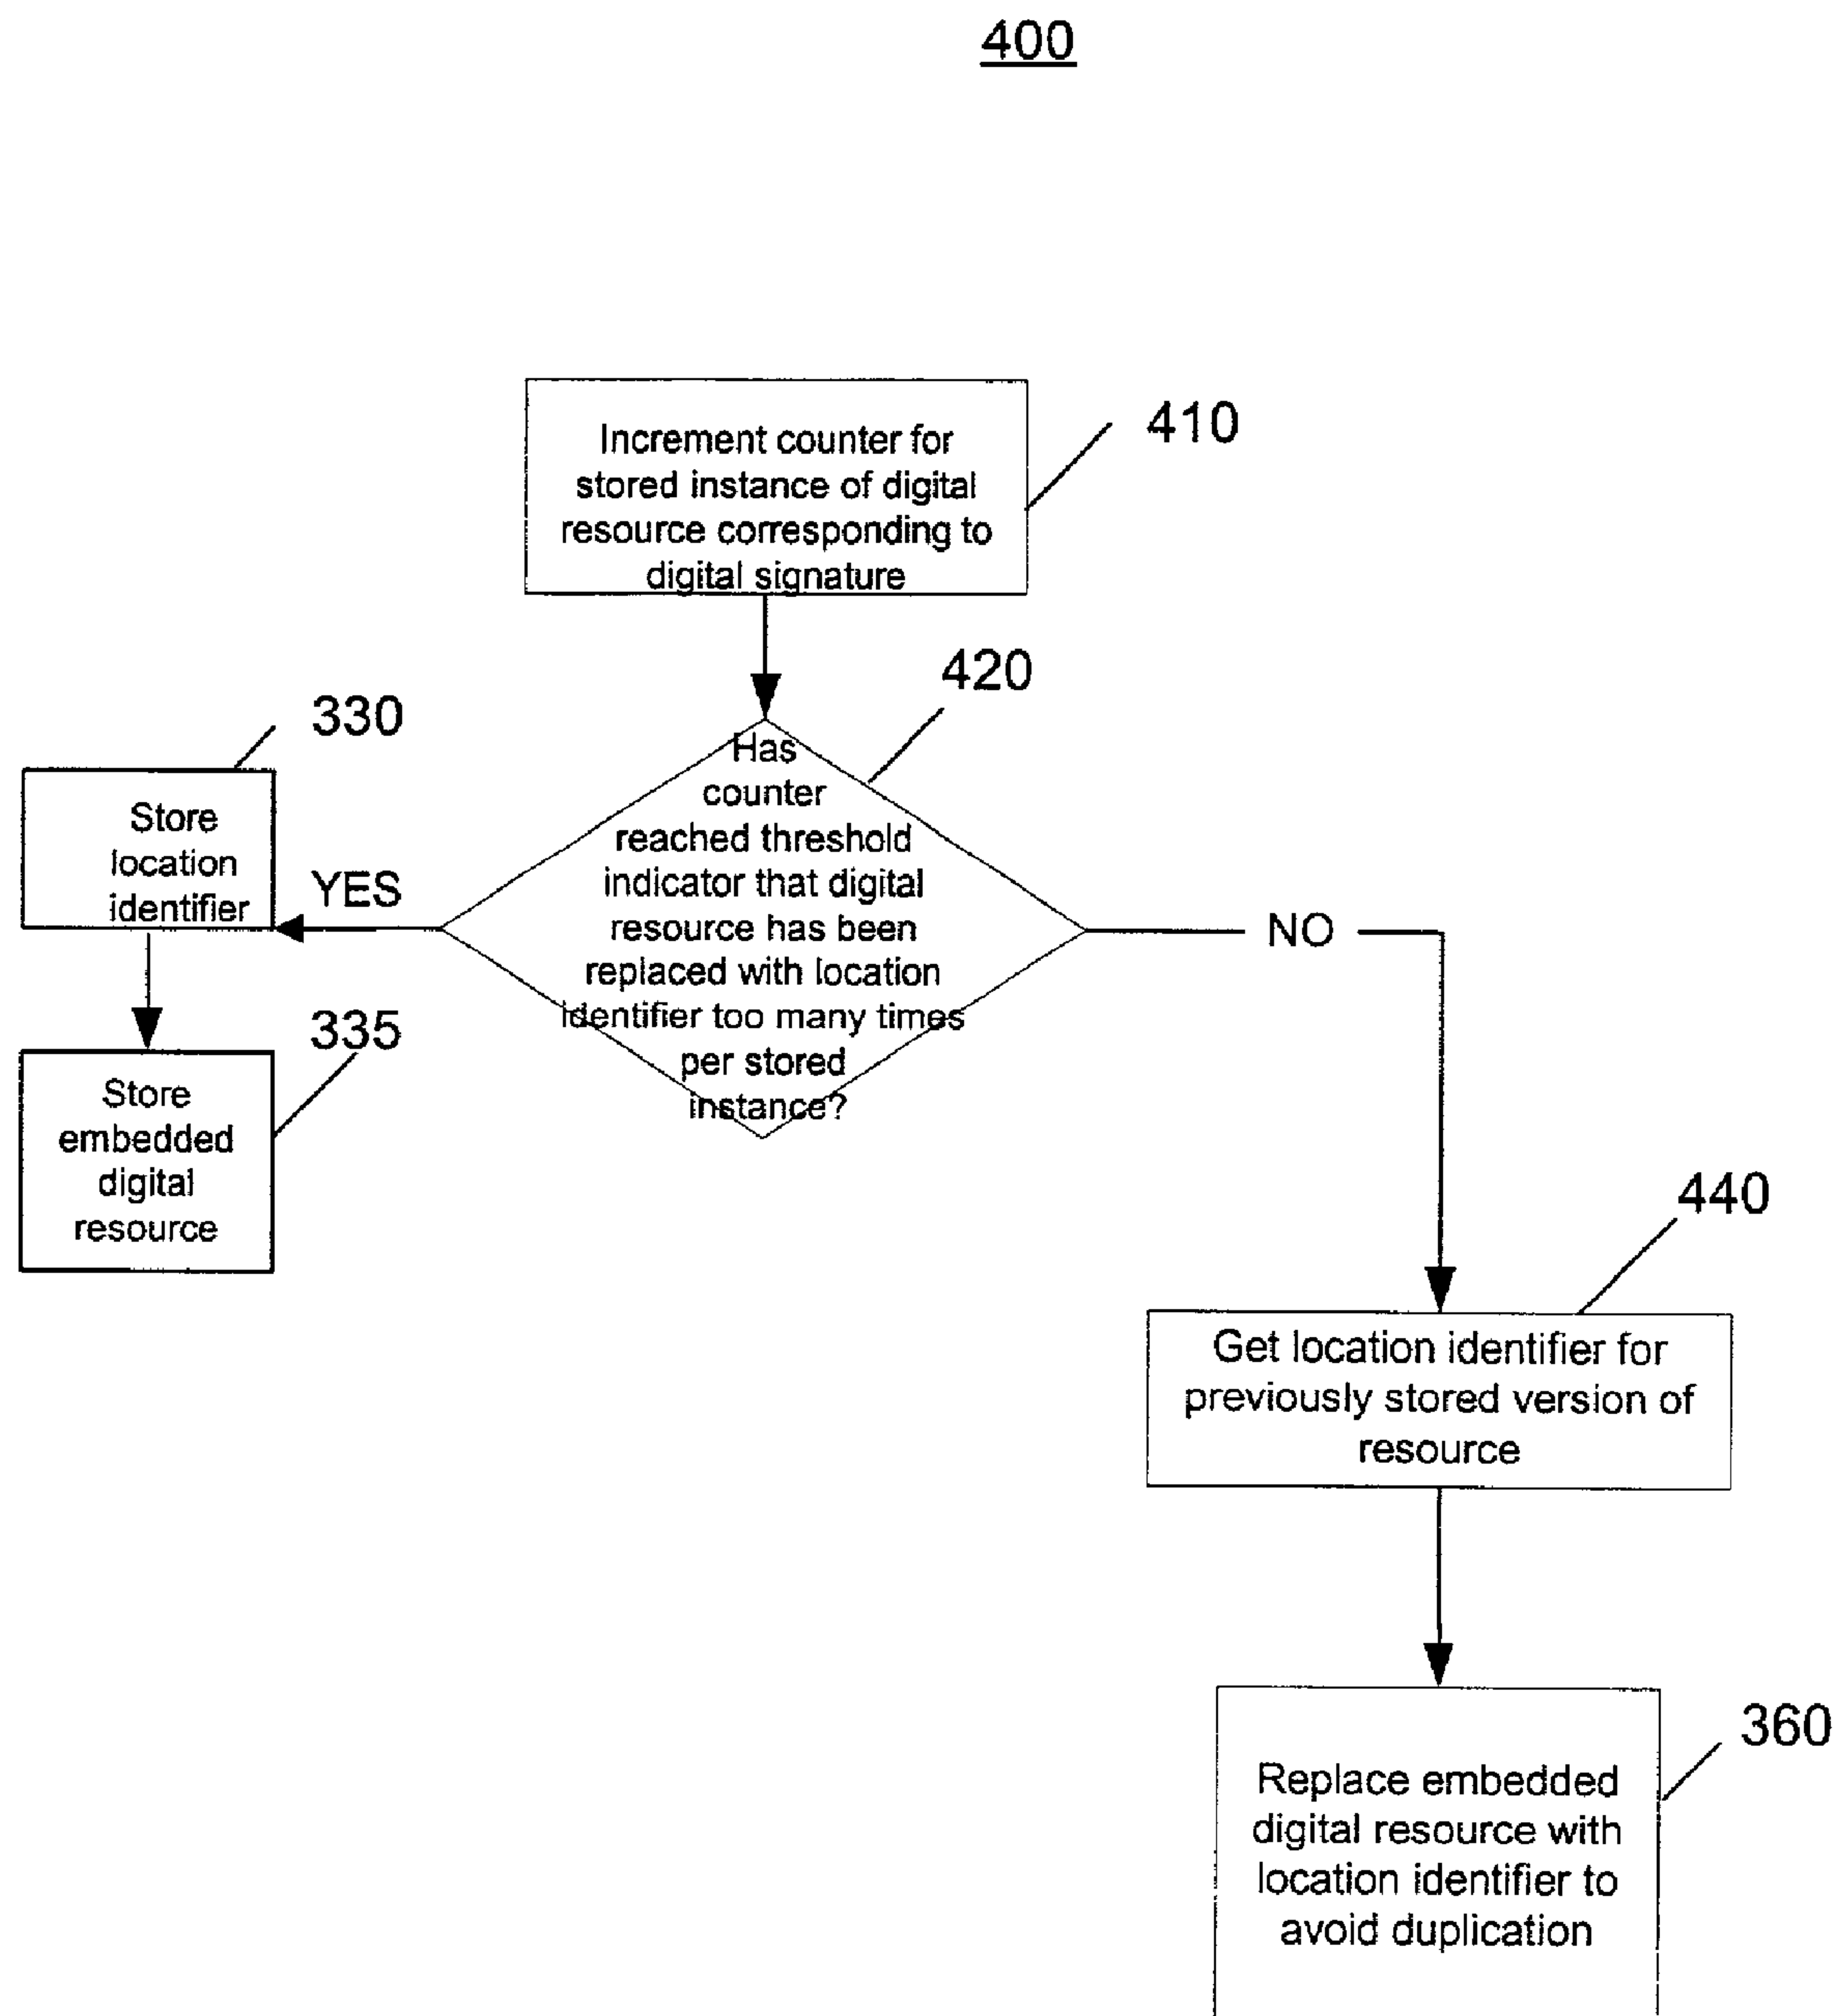 400
Increment counter for
stored instance of digital
resource corresponding to
digital signature
410
420
Has
counter
reached threshold
indicator that digital
resource has been
replaced with location
identifier too many times
per stored
instance?
330
Store
location
identifier
YES
NO
335
Store
embedded
digital
resource
440
Get location identifier for
previously stored version of
resource
360
Replace embedded
digital resource with
location identifier to
avoid duplication